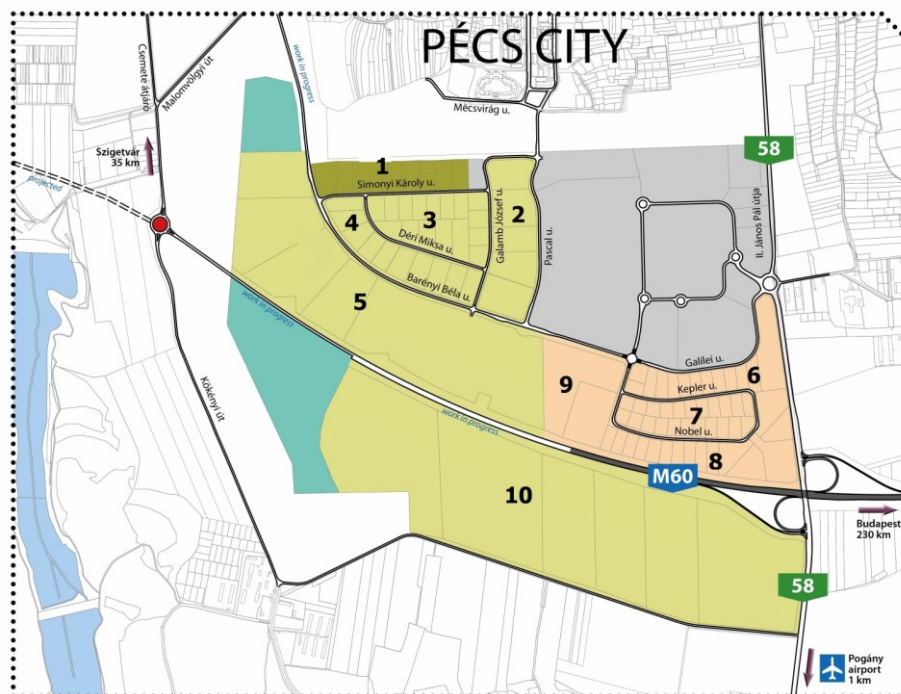 PÉCS CITY
Csemete átjáró
Malomvölgyi út
work in progress
Mécsvirág u.
58
Szigetvár
35 km
projected
1
Simonyi Károly u.
2
3
4
Galamb József u.
Pascal u.
II. János Pál útja
Déri Miksa u.
Barényi Béla u.
5
work in progress
Galilei u.
6
Kepler u.
9
7
Nobel u.
8
Kökényi út
work in progress
M60
10
Budapest
230 km
58
Pogány
airport
1 km